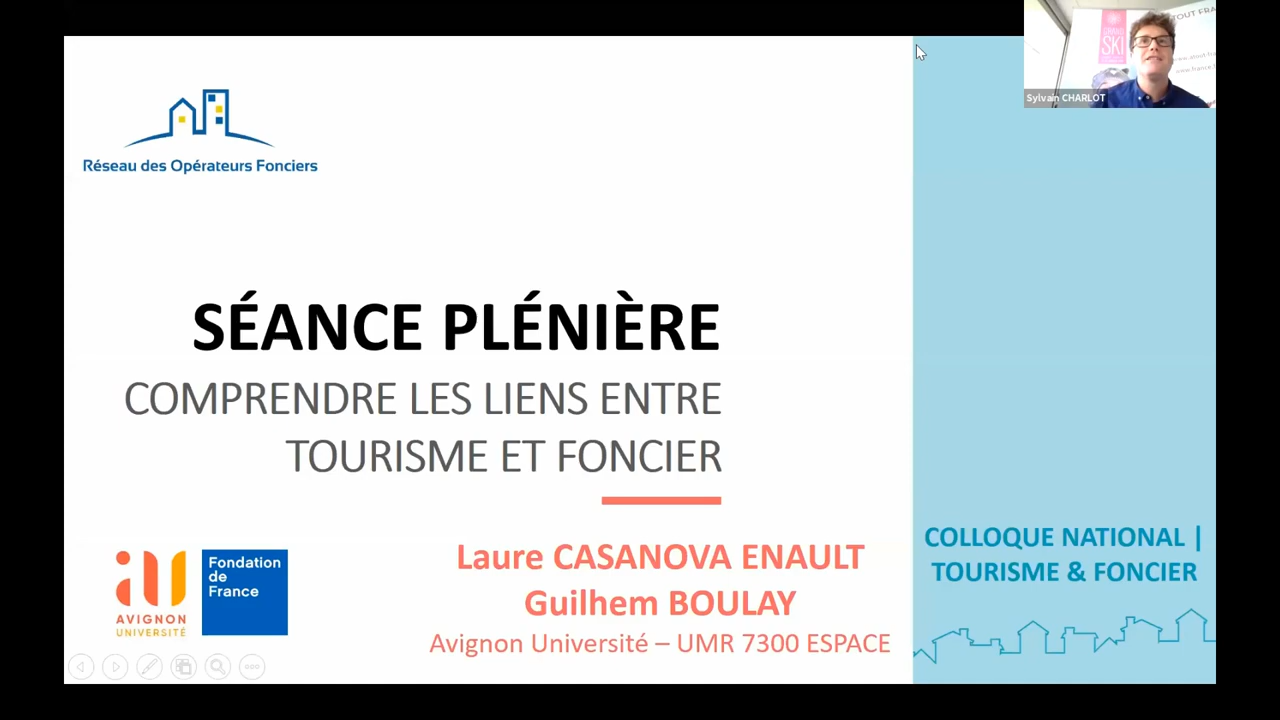 Réseau des Opérateurs Fonciers
SÉANCE PLÉNIÈRE
COMPRENDRE LES LIENS ENTRE
TOURISME ET FONCIER
Laure CASANOVA ENAULT
Guilhem BOULAY
Avignon Université – UMR 7300 ESPACE
AVIGNON
UNIVERSITÉ
Fondation
de
France
COLLOQUE NATIONAL |
TOURISME & FONCIER
SKI
Sylvain CHARLOT